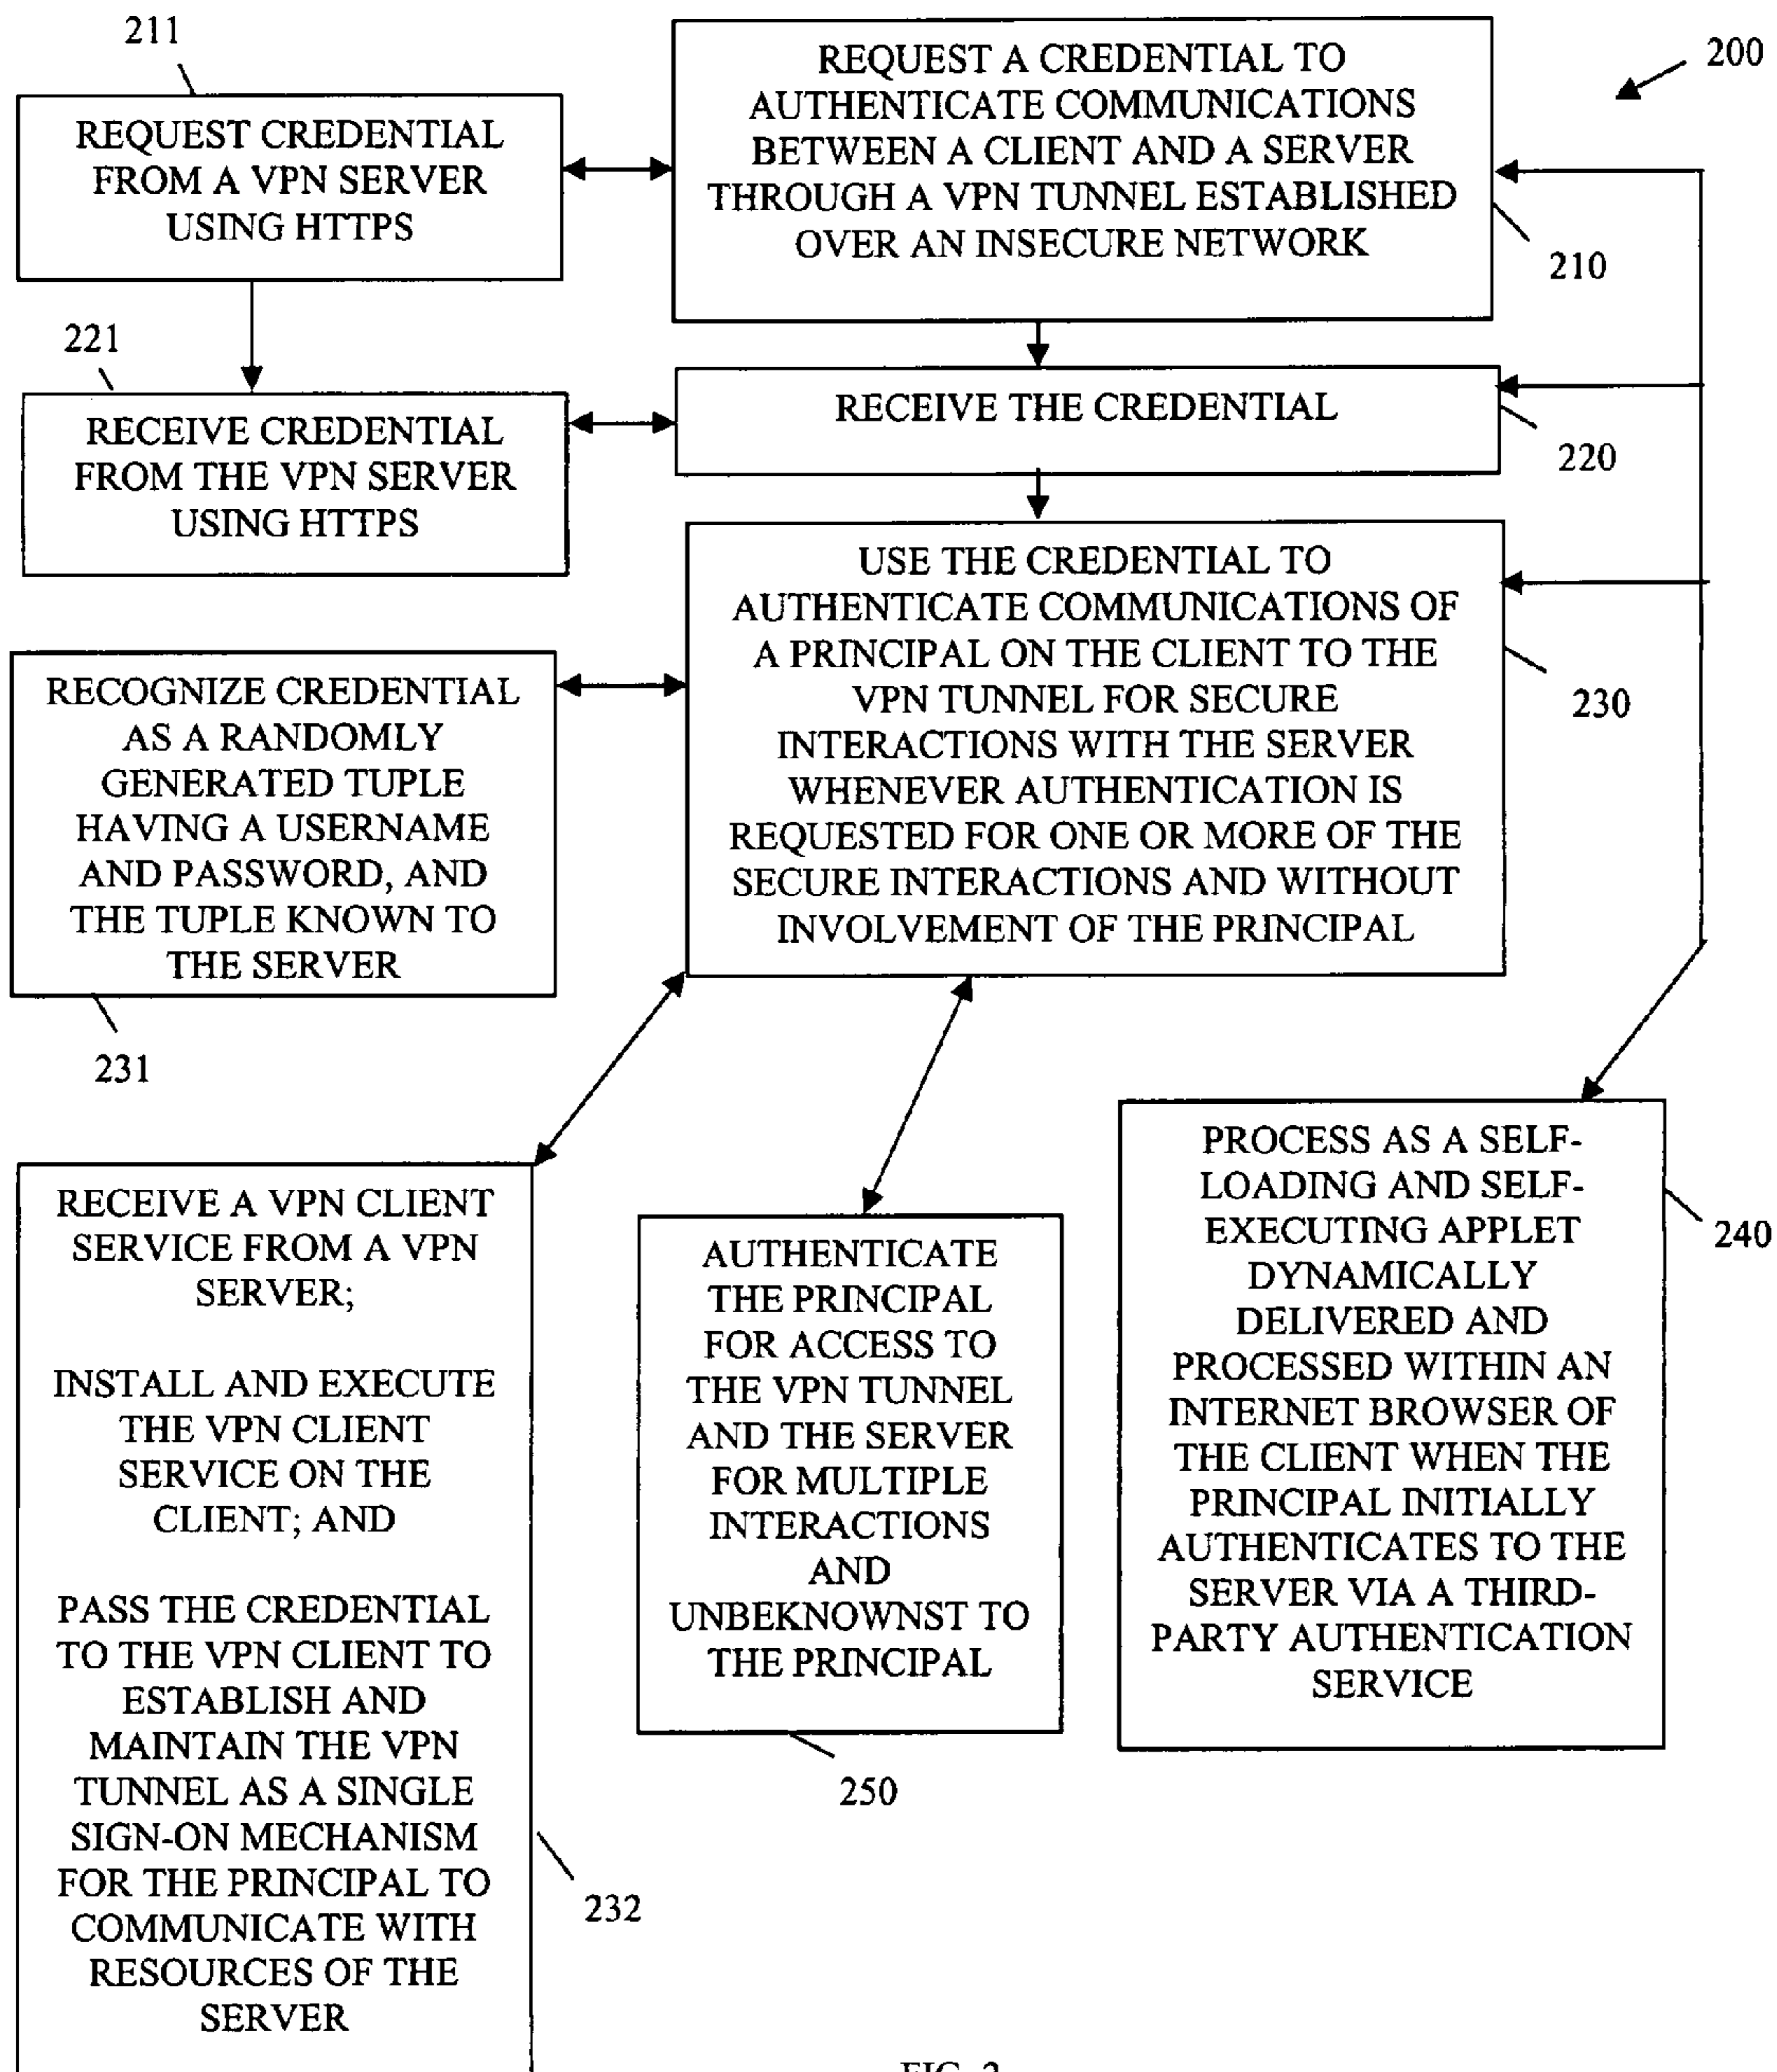 211
REQUEST CREDENTIAL
FROM A VPN SERVER
USING HTTPS
REQUEST A CREDENTIAL TO
AUTHENTICATE COMMUNICATIONS
BETWEEN A CLIENT AND A SERVER
THROUGH A VPN TUNNEL ESTABLISHED
OVER AN INSECURE NETWORK
200
210
221
RECEIVE CREDENTIAL
FROM THE VPN SERVER
USING HTTPS
RECEIVE THE CREDENTIAL
220
USE THE CREDENTIAL TO
AUTHENTICATE COMMUNICATIONS OF
A PRINCIPAL ON THE CLIENT TO THE
VPN TUNNEL FOR SECURE
INTERACTIONS WITH THE SERVER
WHENEVER AUTHENTICATION IS
REQUESTED FOR ONE OR MORE OF THE
SECURE INTERACTIONS AND WITHOUT
INVOLVEMENT OF THE PRINCIPAL
230
RECOGNIZE CREDENTIAL
AS A RANDOMLY
GENERATED TUPLE
HAVING A USERNAME
AND PASSWORD, AND
THE TUPLE KNOWN TO
THE SERVER
231
RECEIVE A VPN CLIENT
SERVICE FROM A VPN
SERVER;
INSTALL AND EXECUTE
THE VPN CLIENT
SERVICE ON THE
CLIENT; AND
PASS THE CREDENTIAL
TO THE VPN CLIENT TO
ESTABLISH AND
MAINTAIN THE VPN
TUNNEL AS A SINGLE
SIGN-ON MECHANISM
FOR THE PRINCIPAL TO
COMMUNICATE WITH
RESOURCES OF THE
SERVER
232
AUTHENTICATE
THE PRINCIPAL
FOR ACCESS TO
THE VPN TUNNEL
AND THE SERVER
FOR MULTIPLE
INTERACTIONS
AND
UNBEKNOWNST TO
THE PRINCIPAL
250
PROCESS AS A SELF-
LOADING AND SELF-
EXECUTING APPLET
DYNAMICALLY
DELIVERED AND
PROCESSED WITHIN AN
INTERNET BROWSER OF
THE CLIENT WHEN THE
PRINCIPAL INITIALLY
AUTHENTICATES TO THE
SERVER VIA A THIRD-
PARTY AUTHENTICATION
SERVICE
240
FIG. 2